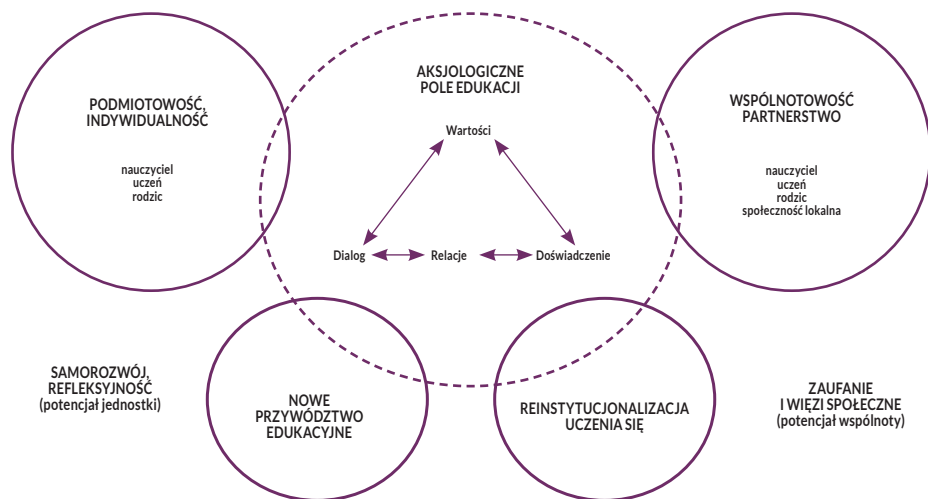 AKSJOLOGICZNE
POLE EDUKACJI
PODMIOTOWOŚĆ,
INDYWIDUALNOŚĆ
nauczyciel
uczeń
rodzic
Wartości
Dialog
Relacje
Doświadczenie
WSPÓLNOTOWOŚĆ
PARTNERSTWO
nauczyciel
uczeń
rodzic
społeczność lokalna
SAMOROZWÓJ,
REFLEKSYJNOŚĆ
(potencjał jednostki)
NOWE
PRZYWÓDZTWO
EDUKACYJNE
REINSTYTUCJONALIZACJA
UCZENIA SIĘ
ZAUFANIE
I WIĘZI SPOŁECZNE
(potencjał wspólnoty)